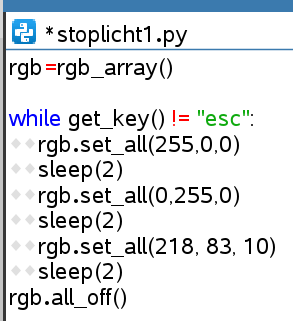 *stoplicht1.py
rgb=rgb_array()
while get_key() != "esc":
◆◆rgb.set_all(255,0,0)
◆◆sleep(2)
◆◆rgb.set_all(0,255,0)
◆◆sleep(2)
◆◆rgb.set_all(218, 83, 10)
◆◆sleep(2)
rgb.all_off()